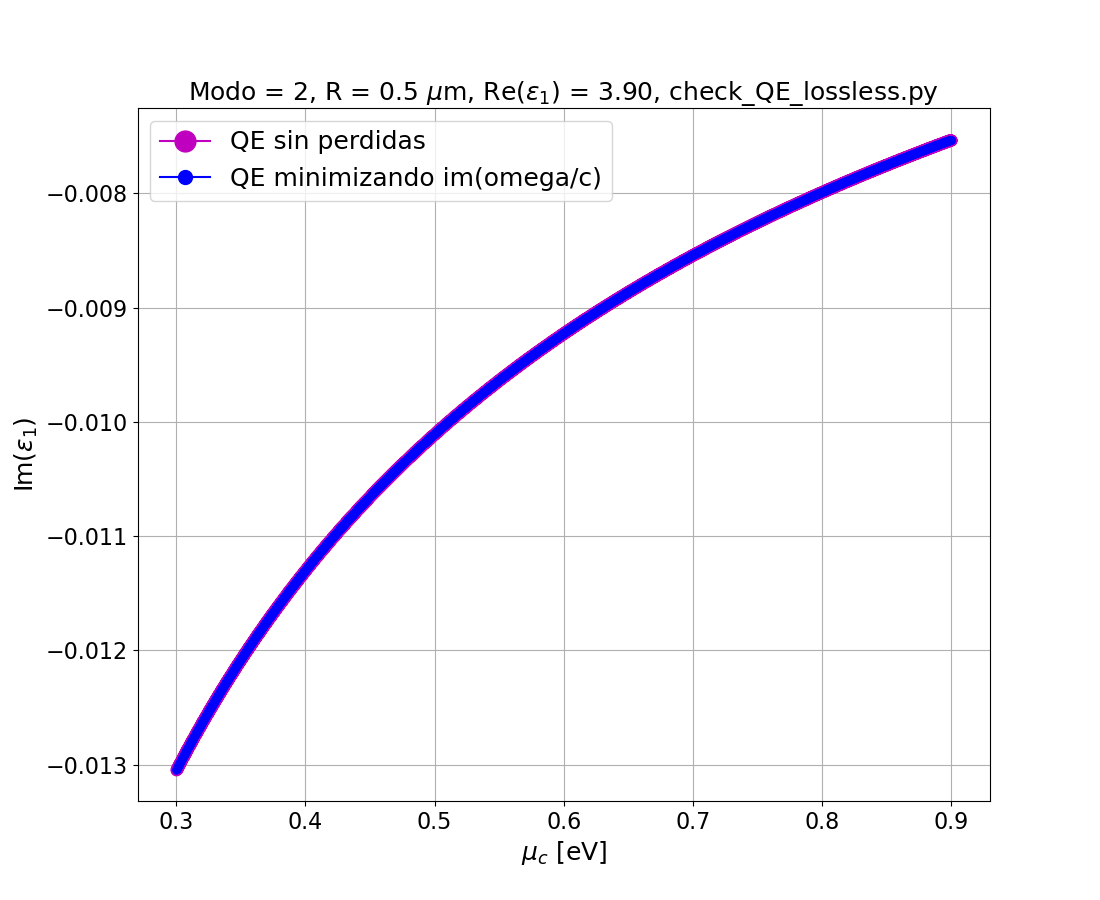 Modo = 2, R = 0.5 μm, Re(ε₁) = 3.90, check_QE_lossless.py
QE sin perdidas
QE minimizando im(omega/c)
−0.008
−0.009
−0.010
−0.011
−0.012
−0.013
Im(ε₁)
0.3 0.4 0.5 0.6 0.7 0.8 0.9
μ_c [eV]